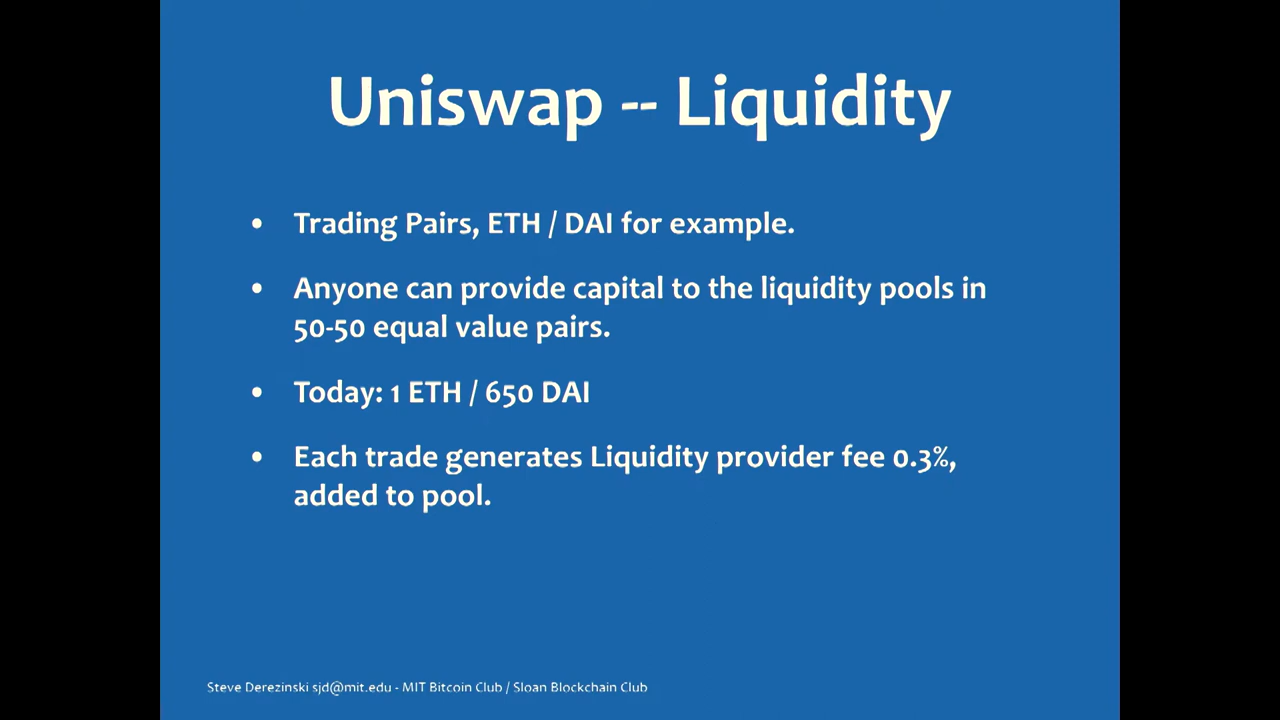 Uniswap -- Liquidity
• Trading Pairs, ETH / DAI for example.
• Anyone can provide capital to the liquidity pools in
50-50 equal value pairs.
• Today: 1 ETH / 650 DAI
• Each trade generates Liquidity provider fee 0.3%,
added to pool.
Steve Derezinski sjd@mit.edu - MIT Bitcoin Club / Sloan Blockchain Club